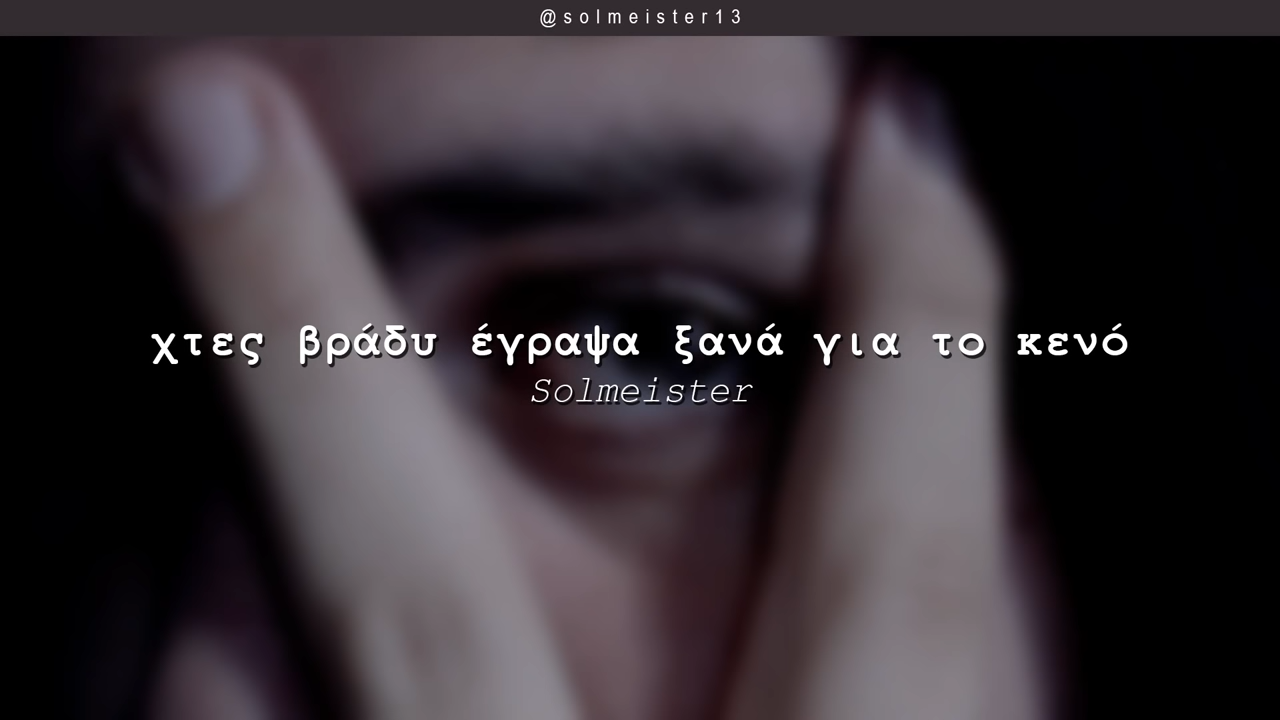 @solmeister13
χτες βράδυ έγραψα ξανά για το κενό
Solmeister